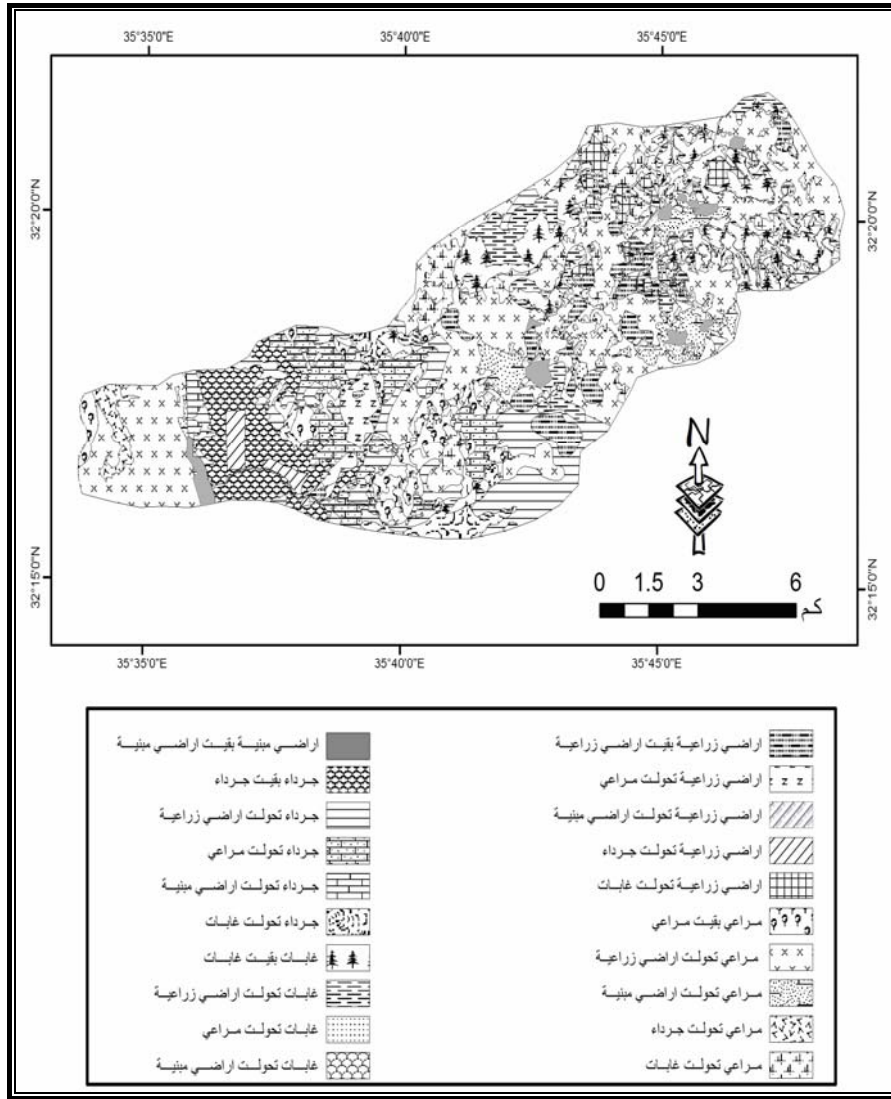 35°35'0"E 35°40'0"E 35°45'0"E
32°20'0"N 32°20'0"N
N
0 1.5 3 6
كم
32°15'0"N 32°15'0"N
35°35'0"E 35°40'0"E 35°45'0"E
اراضي زراعية بقيت اراضي زراعية
اراضي زراعية تحولت مراعي
اراضي زراعية تحولت اراضي مبنية
اراضي زراعية تحولت جرداء
اراضي زراعية تحولت غابات
مراعي بقيت مراعي
مراعي تحولت اراضي زراعية
مراعي تحولت اراضي مبنية
مراعي تحولت جرداء
مراعي تحولت غابات
اراضي مبنية بقيت اراضي مبنية
جرداء بقيت جرداء
جرداء تحولت اراضي زراعية
جرداء تحولت مراعي
جرداء تحولت اراضي مبنية
جرداء تحولت غابات
غابات بقيت غابات
غابات تحولت اراضي زراعية
غابات تحولت مراعي
غابات تحولت اراضي مبنية